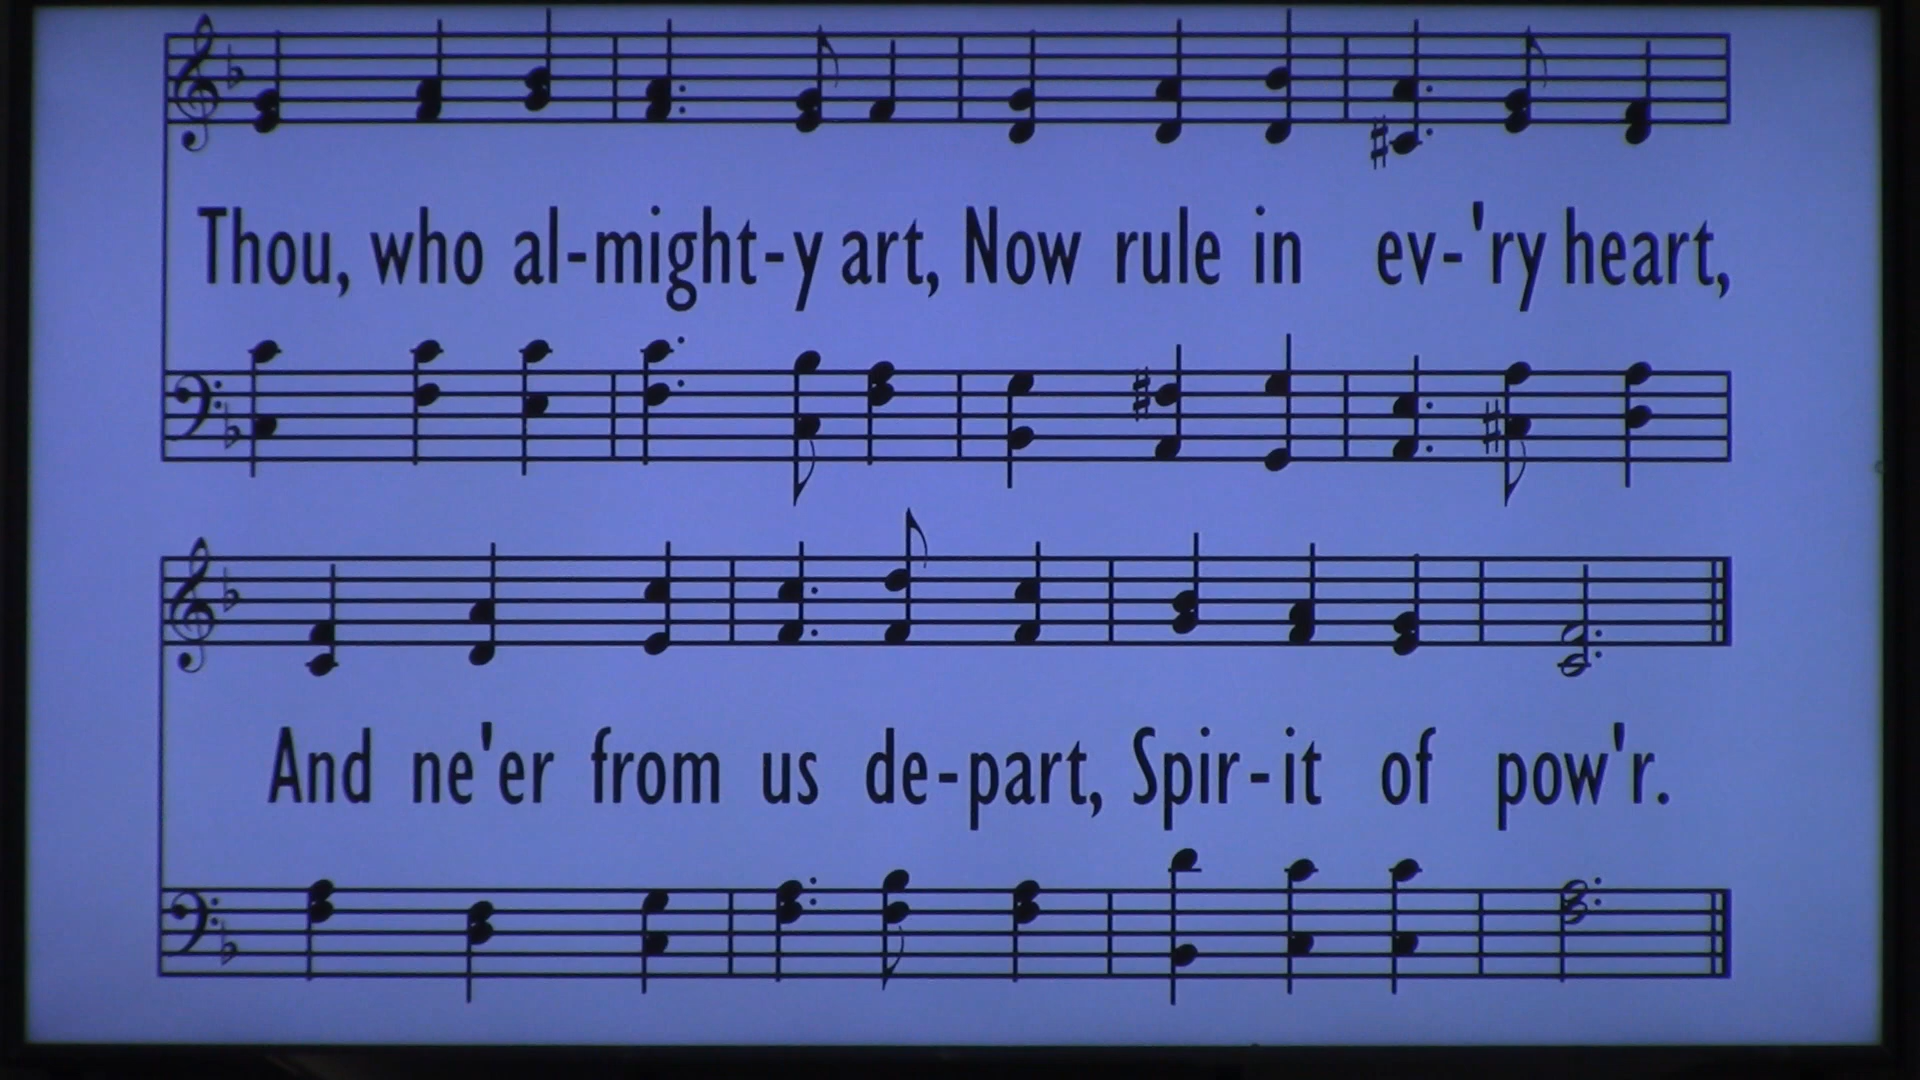 Thou, who al-might-y art, Now rule in ev-'ry heart,
And ne'er from us de-part, Spir-it of pow'r.